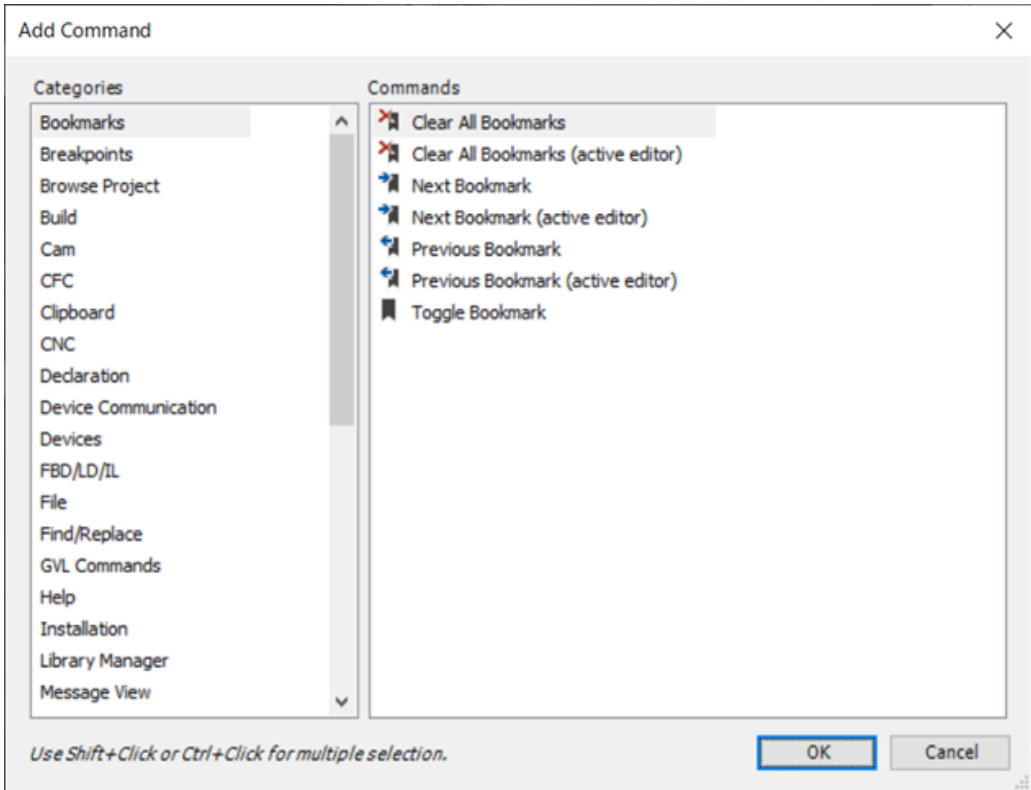 Add Command
Categories
Bookmarks
Breakpoints
Browse Project
Build
Cam
CFC
Clipboard
CNC
Declaration
Device Communication
Devices
FBD/LD/IL
File
Find/Replace
GVL Commands
Help
Installation
Library Manager
Message View
Commands
Clear All Bookmarks
Clear All Bookmarks (active editor)
Next Bookmark
Next Bookmark (active editor)
Previous Bookmark
Previous Bookmark (active editor)
Toggle Bookmark
Use Shift+Click or Ctrl+Click for multiple selection.
OK
Cancel